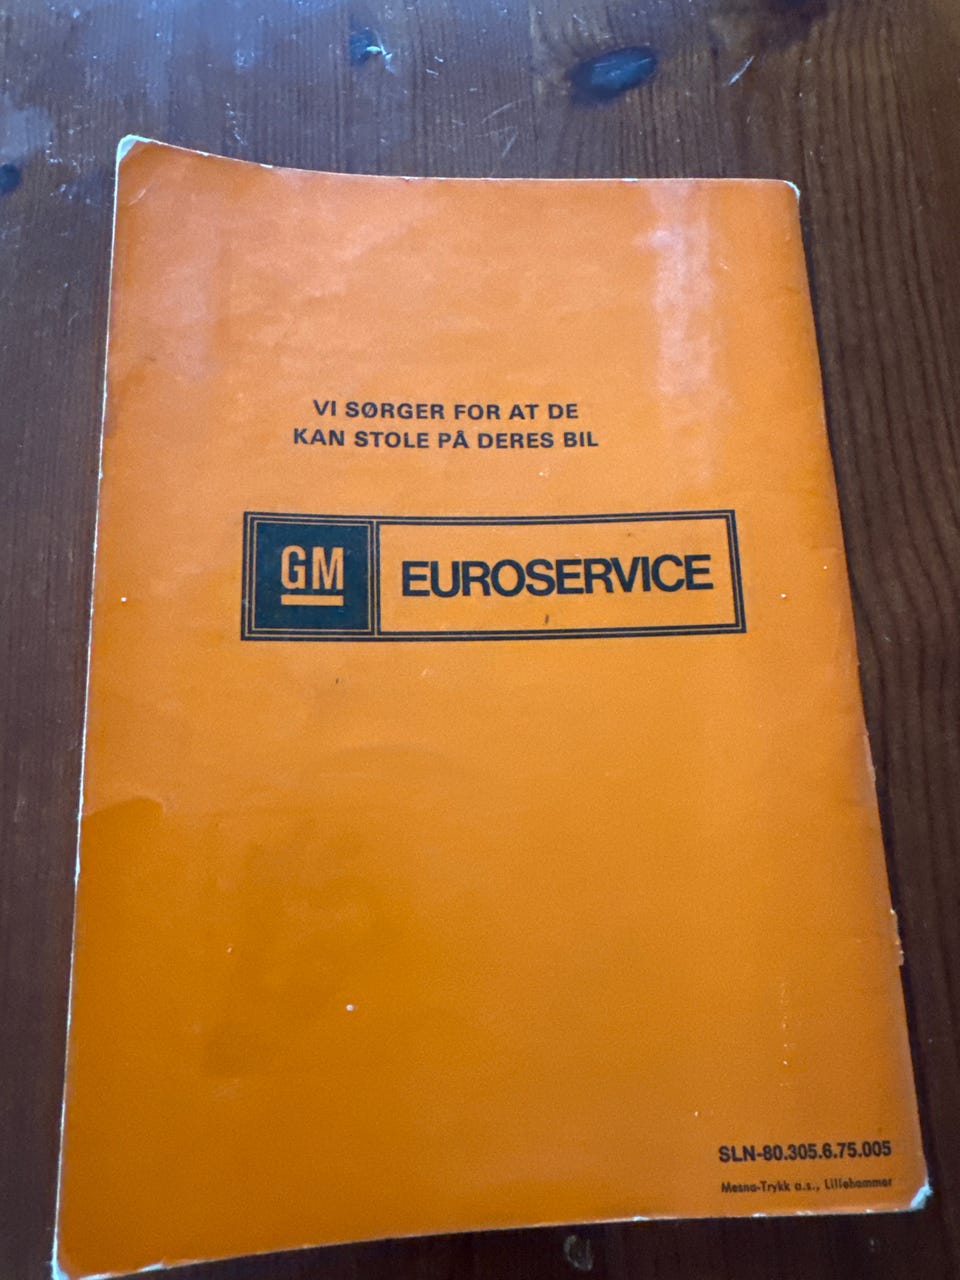 VI SØRGER FOR AT DE
KAN STOLE PÅ DERES BIL
GM EUROSERVICE
SLN-80.305.6.75.005
Mesna-Trykk a.s., Lillehammer